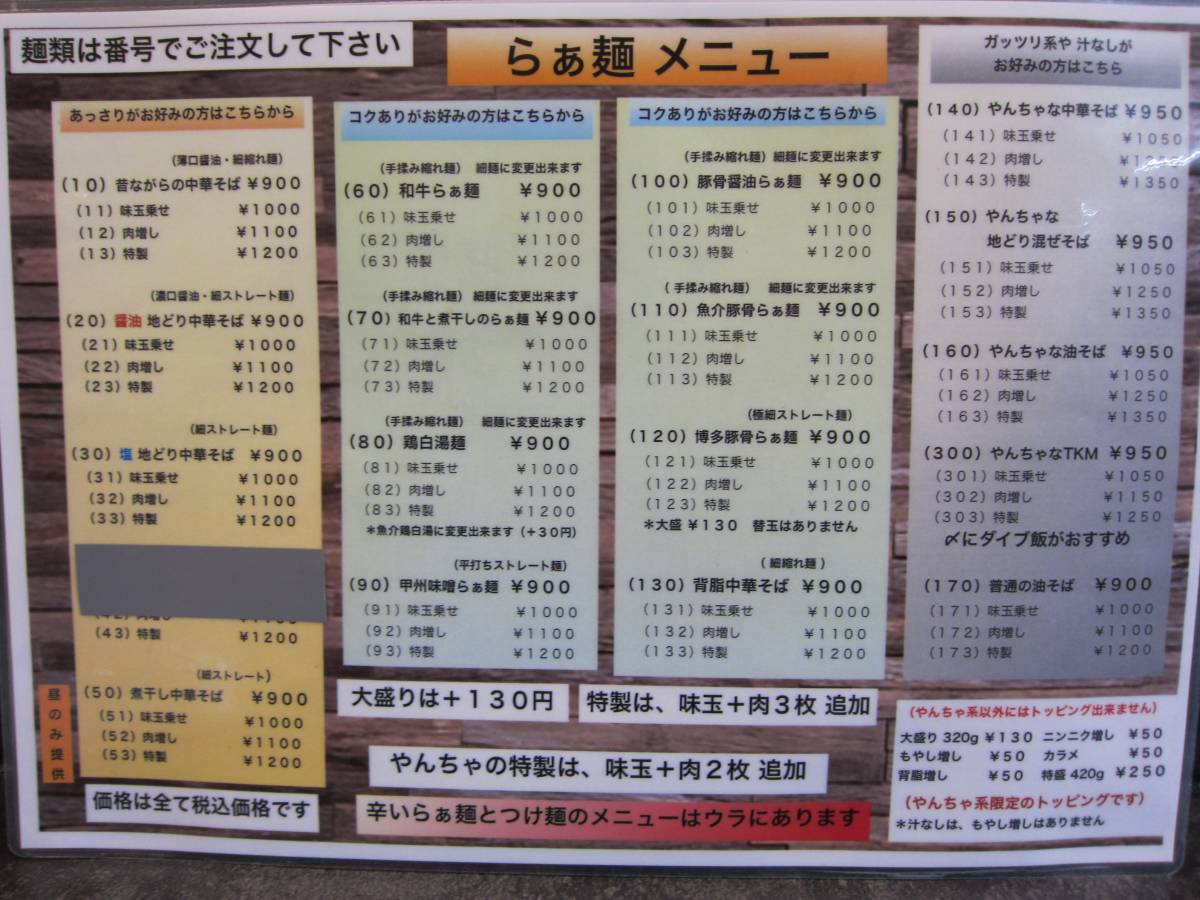 麺類は番号でご注文して下さい
らぁ麺 メニュー
あっさりがお好みの方はこちらから
(薄口醤油・細縮れ麺)
(10) 昔ながらの中華そば ¥900
(11) 味玉乗せ ¥1000
(12) 肉増し ¥1100
(13) 特製 ¥1200
(濃口醤油・細ストレート麺)
(20) 醤油 地どり中華そば ¥900
(21) 味玉乗せ ¥1000
(22) 肉増し ¥1100
(23) 特製 ¥1200
(細ストレート麺)
(30) 塩 地どり中華そば ¥900
(31) 味玉乗せ ¥1000
(32) 肉増し ¥1100
(33) 特製 ¥1200
(43) 特製 ¥1200
(細ストレート)
(50) 煮干し中華そば ¥900
(51) 味玉乗せ ¥1000
(52) 肉増し ¥1100
(53) 特製 ¥1200
昼のみ提供
価格は全て税込価格です
コクありがお好みの方はこちらから
(手揉み縮れ麺) 細麺に変更出来ます
(60) 和牛らぁ麺 ¥900
(61) 味玉乗せ ¥1000
(62) 肉増し ¥1100
(63) 特製 ¥1200
(手揉み縮れ麺) 細麺に変更出来ます
(70) 和牛と煮干しのらぁ麺 ¥900
(71) 味玉乗せ ¥1000
(72) 肉増し ¥1100
(73) 特製 ¥1200
(手揉み縮れ麺) 細麺に変更出来ます
(80) 鶏白湯麺 ¥900
(81) 味玉乗せ ¥1000
(82) 肉増し ¥1100
(83) 特製 ¥1200
*魚介鶏白湯に変更出来ます (+30円)
(平打ちストレート麺)
(90) 甲州味噌らぁ麺 ¥900
(91) 味玉乗せ ¥1000
(92) 肉増し ¥1100
(93) 特製 ¥1200
コクありがお好みの方はこちらから
(手揉み縮れ麺) 細麺に変更出来ます
(100) 豚骨醤油らぁ麺 ¥900
(101) 味玉乗せ ¥1000
(102) 肉増し ¥1100
(103) 特製 ¥1200
(手揉み縮れ麺) 細麺に変更出来ます
(110) 魚介豚骨らぁ麺 ¥900
(111) 味玉乗せ ¥1000
(112) 肉増し ¥1100
(113) 特製 ¥1200
(極細ストレート麺)
(120) 博多豚骨らぁ麺 ¥900
(121) 味玉乗せ ¥1000
(122) 肉増し ¥1100
(123) 特製 ¥1200
*大盛 ¥130 替玉はありません
(細縮れ麺)
(130) 背脂中華そば ¥900
(131) 味玉乗せ ¥1000
(132) 肉増し ¥1100
(133) 特製 ¥1200
大盛りは+130円
特製は、味玉+肉3枚 追加
やんちゃの特製は、味玉+肉2枚 追加
辛いらぁ麺とつけ麺のメニューはウラにあります
ガッツリ系や 汁なしが
お好みの方はこちら
(140) やんちゃな中華そば ¥950
(141) 味玉乗せ ¥1050
(142) 肉増し
(143) 特製 ¥1350
(150) やんちゃな
地どり混ぜそば ¥950
(151) 味玉乗せ ¥1050
(152) 肉増し ¥1250
(153) 特製 ¥1350
(160) やんちゃな油そば ¥950
(161) 味玉乗せ ¥1050
(162) 肉増し ¥1250
(163) 特製 ¥1350
(300) やんちゃなTKM ¥950
(301) 味玉乗せ ¥1050
(302) 肉増し ¥1150
(303) 特製 ¥1250
〆にダイブ飯がおすすめ
(170) 普通の油そば ¥900
(171) 味玉乗せ ¥1000
(172) 肉増し ¥1100
(173) 特製 ¥1200
(やんちゃ系以外にはトッピング出来ません)
大盛り 320g ¥130 ニンニク増し ¥50
もやし増し ¥50 カラメ ¥50
背脂増し ¥50 特盛 420g ¥250
(やんちゃ系限定のトッピングです)
*汁なしは、もやし増しはありません